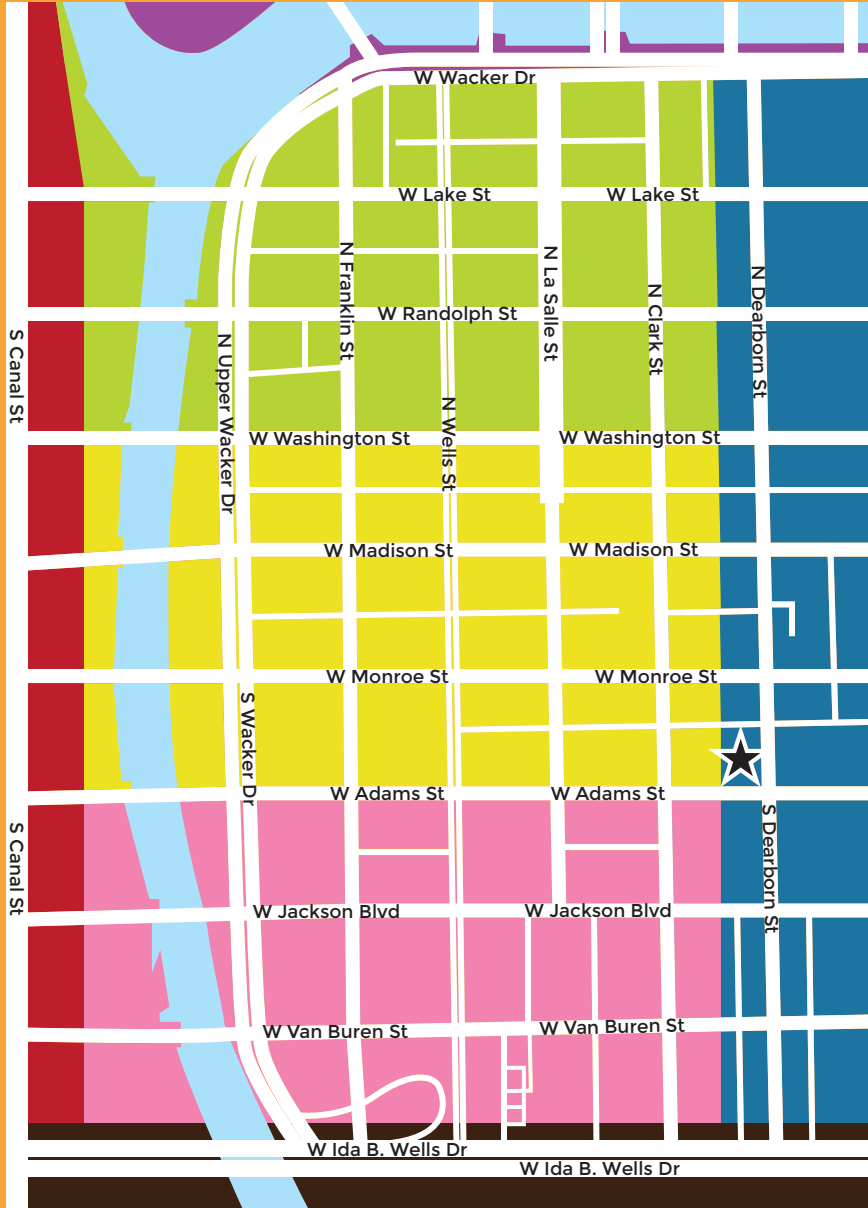 W Wacker Dr
W Lake St
W Lake St
N Franklin St
N La Salle St
N Clark St
N Dearborn St
W Randolph St
S Canal St
N Upper Wacker Dr
N Wells St
W Washington St
W Washington St
W Madison St
W Madison St
W Monroe St
W Monroe St
S Wacker Dr
W Adams St
W Adams St
S Dearborn St
S Canal St
W Jackson Blvd
W Jackson Blvd
W Van Buren St
W Van Buren St
W Ida B. Wells Dr
W Ida B. Wells Dr